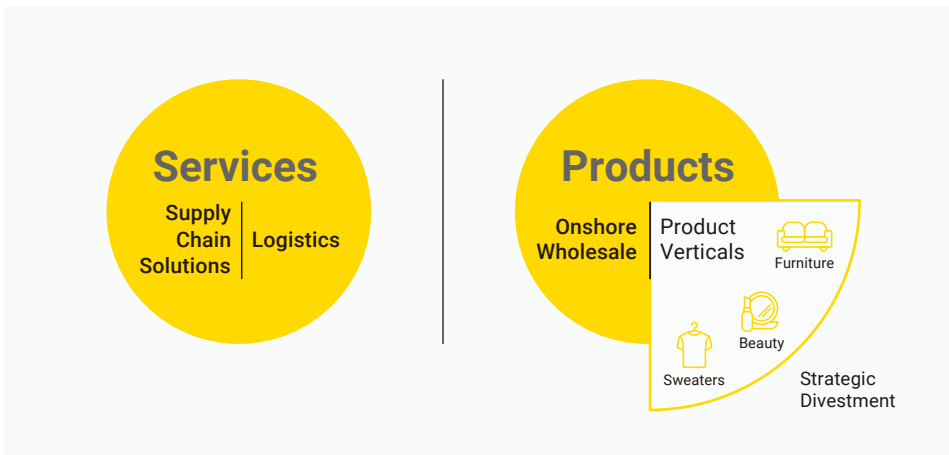 Services
Supply
Chain
Solutions
Logistics
Products
Onshore
Wholesale
Product
Verticals
Furniture
Beauty
Sweaters
Strategic
Divestment